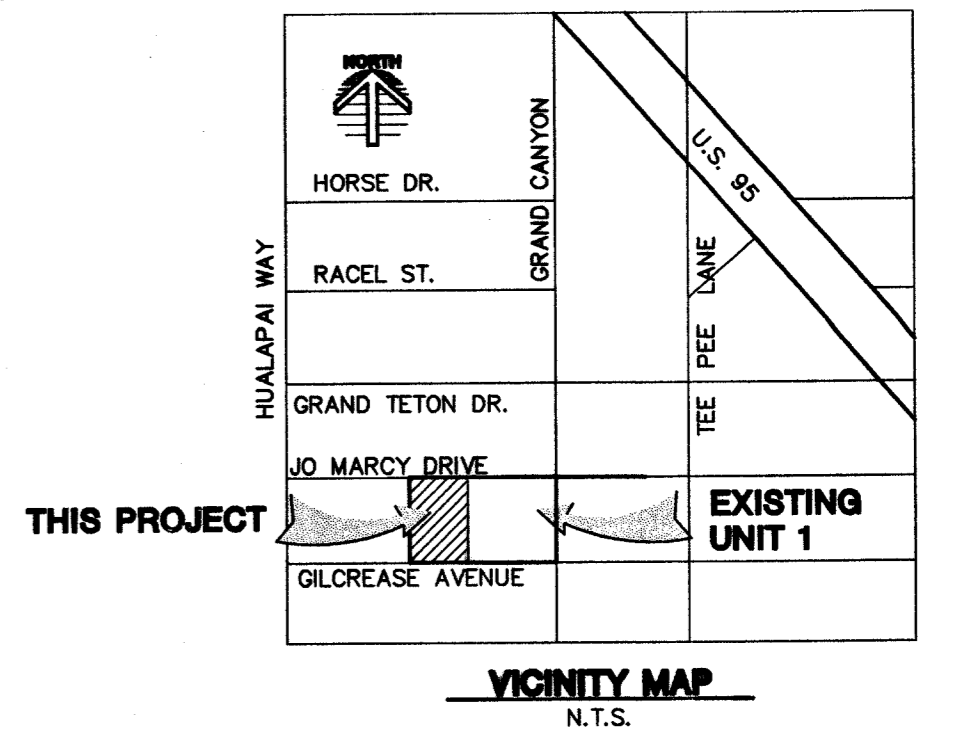 NORTH
HORSE DR.
GRAND CANYON
U.S. 95
HUALAPAI WAY
RACEL ST.
TEE PEE LANE
GRAND TETON DR.
JO MARCY DRIVE
THIS PROJECT
EXISTING
UNIT 1
GILCREASE AVENUE
VICINITY MAP
N.T.S.